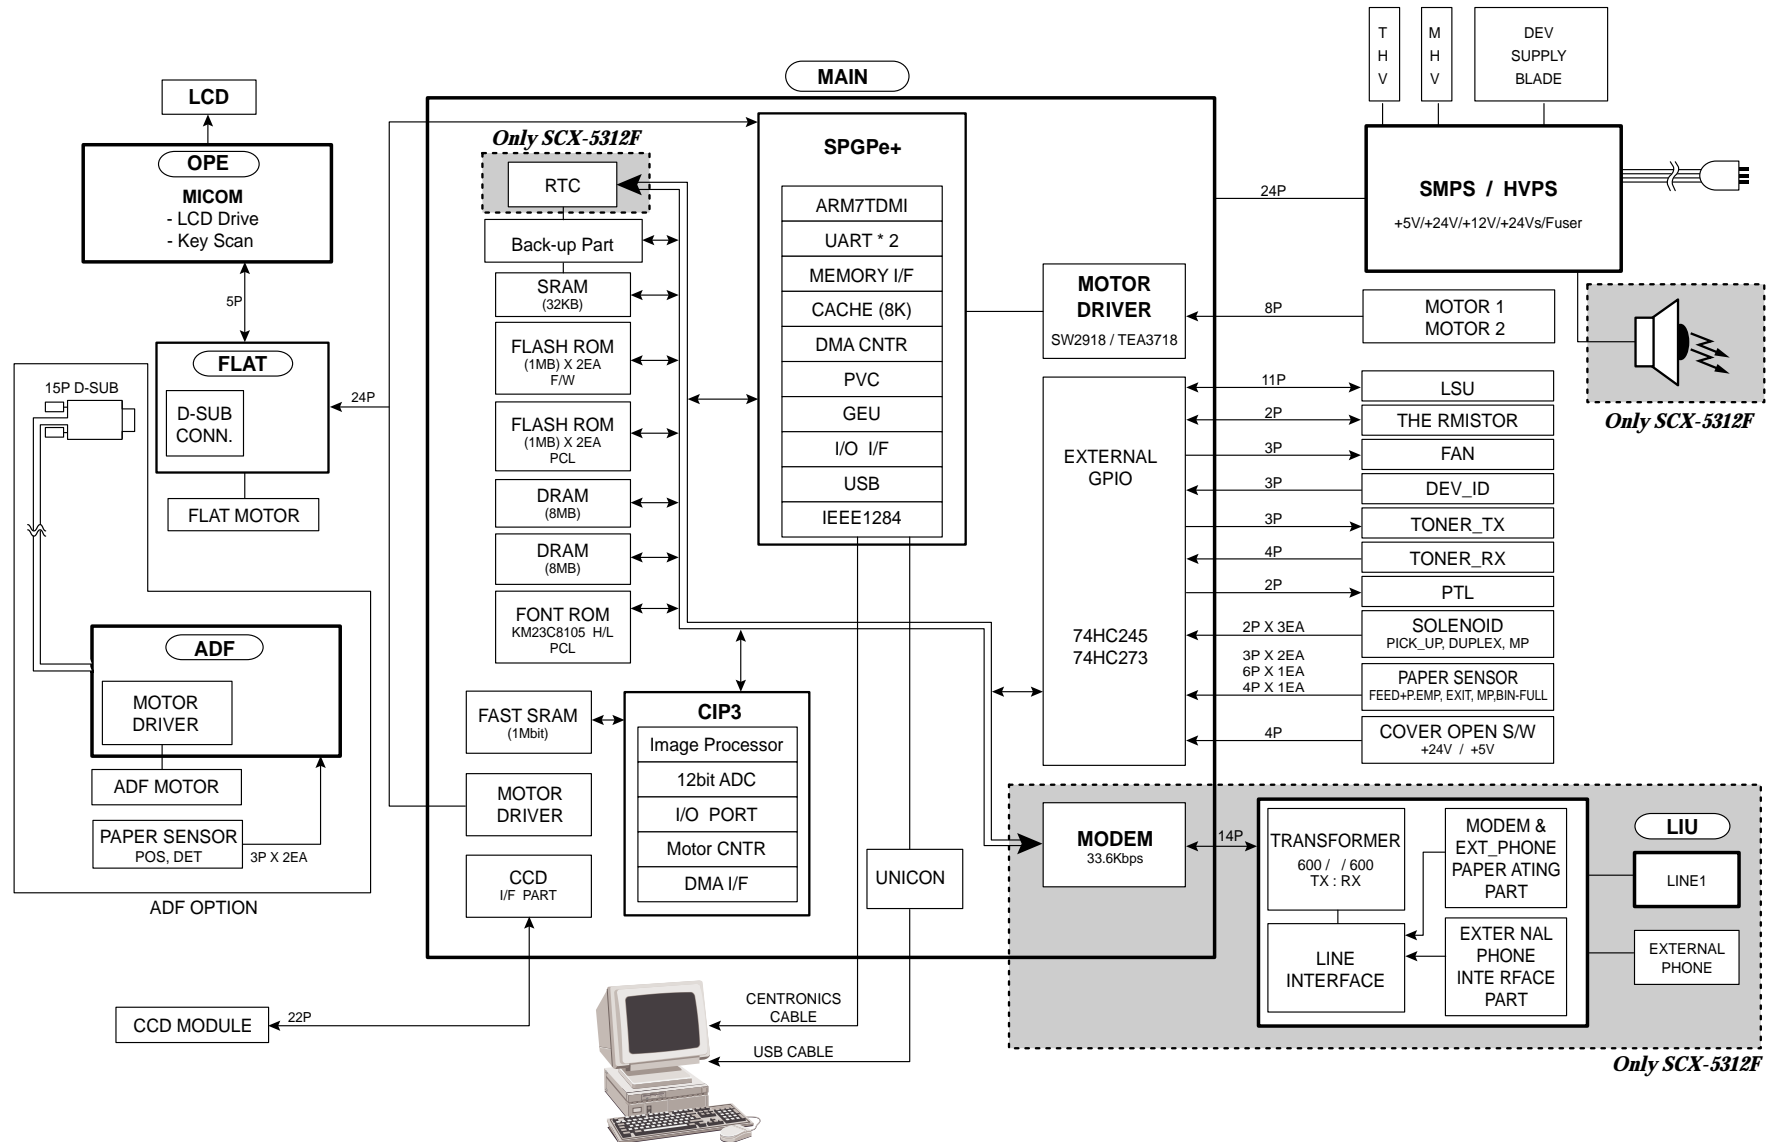 MAIN
LCD
OPE
MICOM
- LCD Drive
- Key Scan
5P
FLAT
D-SUB
CONN.
24P
FLAT MOTOR
15P D-SUB
ADF
MOTOR
DRIVER
ADF MOTOR
PAPER SENSOR
POS, DET
3P X 2EA
ADF OPTION
CCD MODULE
22P
Only SCX-5312F
RTC
Back-up Part
SRAM
(32KB)
FLASH ROM
(1MB) X 2EA
F/W
FLASH ROM
(1MB) X 2EA
PCL
DRAM
(8MB)
DRAM
(8MB)
FONT ROM
KM23C8105 H/L
PCL
FAST SRAM
(1Mbit)
MOTOR
DRIVER
CCD
I/F PART
CIP3
Image Processor
12bit ADC
I/O PORT
Motor CNTR
DMA I/F
SPGPe+
ARM7TDMI
UART * 2
MEMORY I/F
CACHE (8K)
DMA CNTR
PVC
GEU
I/O I/F
USB
IEEE1284
UNICON
CENTRONICS
CABLE
USB CABLE
MOTOR
DRIVER
SW2918 / TEA3718
EXTERNAL
GPIO
74HC245
74HC273
MODEM
33.6Kbps
T
H
V
M
H
V
DEV
SUPPLY
BLADE
24P
SMPS / HVPS
+5V/+24V/+12V/+24Vs/Fuser
8P
MOTOR 1
MOTOR 2
Only SCX-5312F
11P
LSU
2P
THE RMISTOR
3P
FAN
3P
DEV_ID
3P
TONER_TX
4P
TONER_RX
2P
PTL
2P X 3EA
SOLENOID
PICK_UP, DUPLEX, MP
3P X 2EA
6P X 1EA
4P X 1EA
PAPER SENSOR
FEED+P.EMP, EXIT, MP,BIN-FULL
4P
COVER OPEN S/W
+24V / +5V
14P
TRANSFORMER
600 / / 600
TX : RX
LINE
INTERFACE
MODEM &
EXT_PHONE
PAPER ATING
PART
EXTER NAL
PHONE
INTE RFACE
PART
LIU
LINE1
EXTERNAL
PHONE
Only SCX-5312F